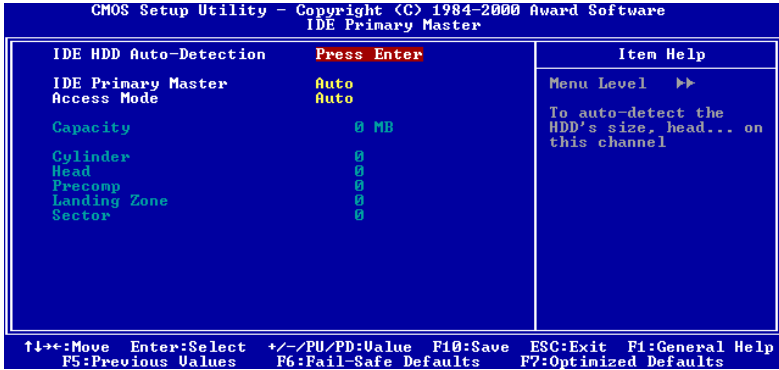 CMOS Setup Utility – Copyright (C) 1984-2000 Award Software
IDE Primary Master
IDE HDD Auto-Detection Press Enter
IDE Primary Master Auto
Access Mode Auto
Capacity 0 MB
Cylinder 0
Head 0
Precomp 0
Landing Zone 0
Sector 0
Item Help
Menu Level ▶▶
To auto-detect the
HDD's size, head... on
this channel
↑↓→←:Move Enter:Select +/-/PU/PD:Value F10:Save ESC:Exit F1:General Help
F5:Previous Values F6:Fail-Safe Defaults F7:Optimized Defaults